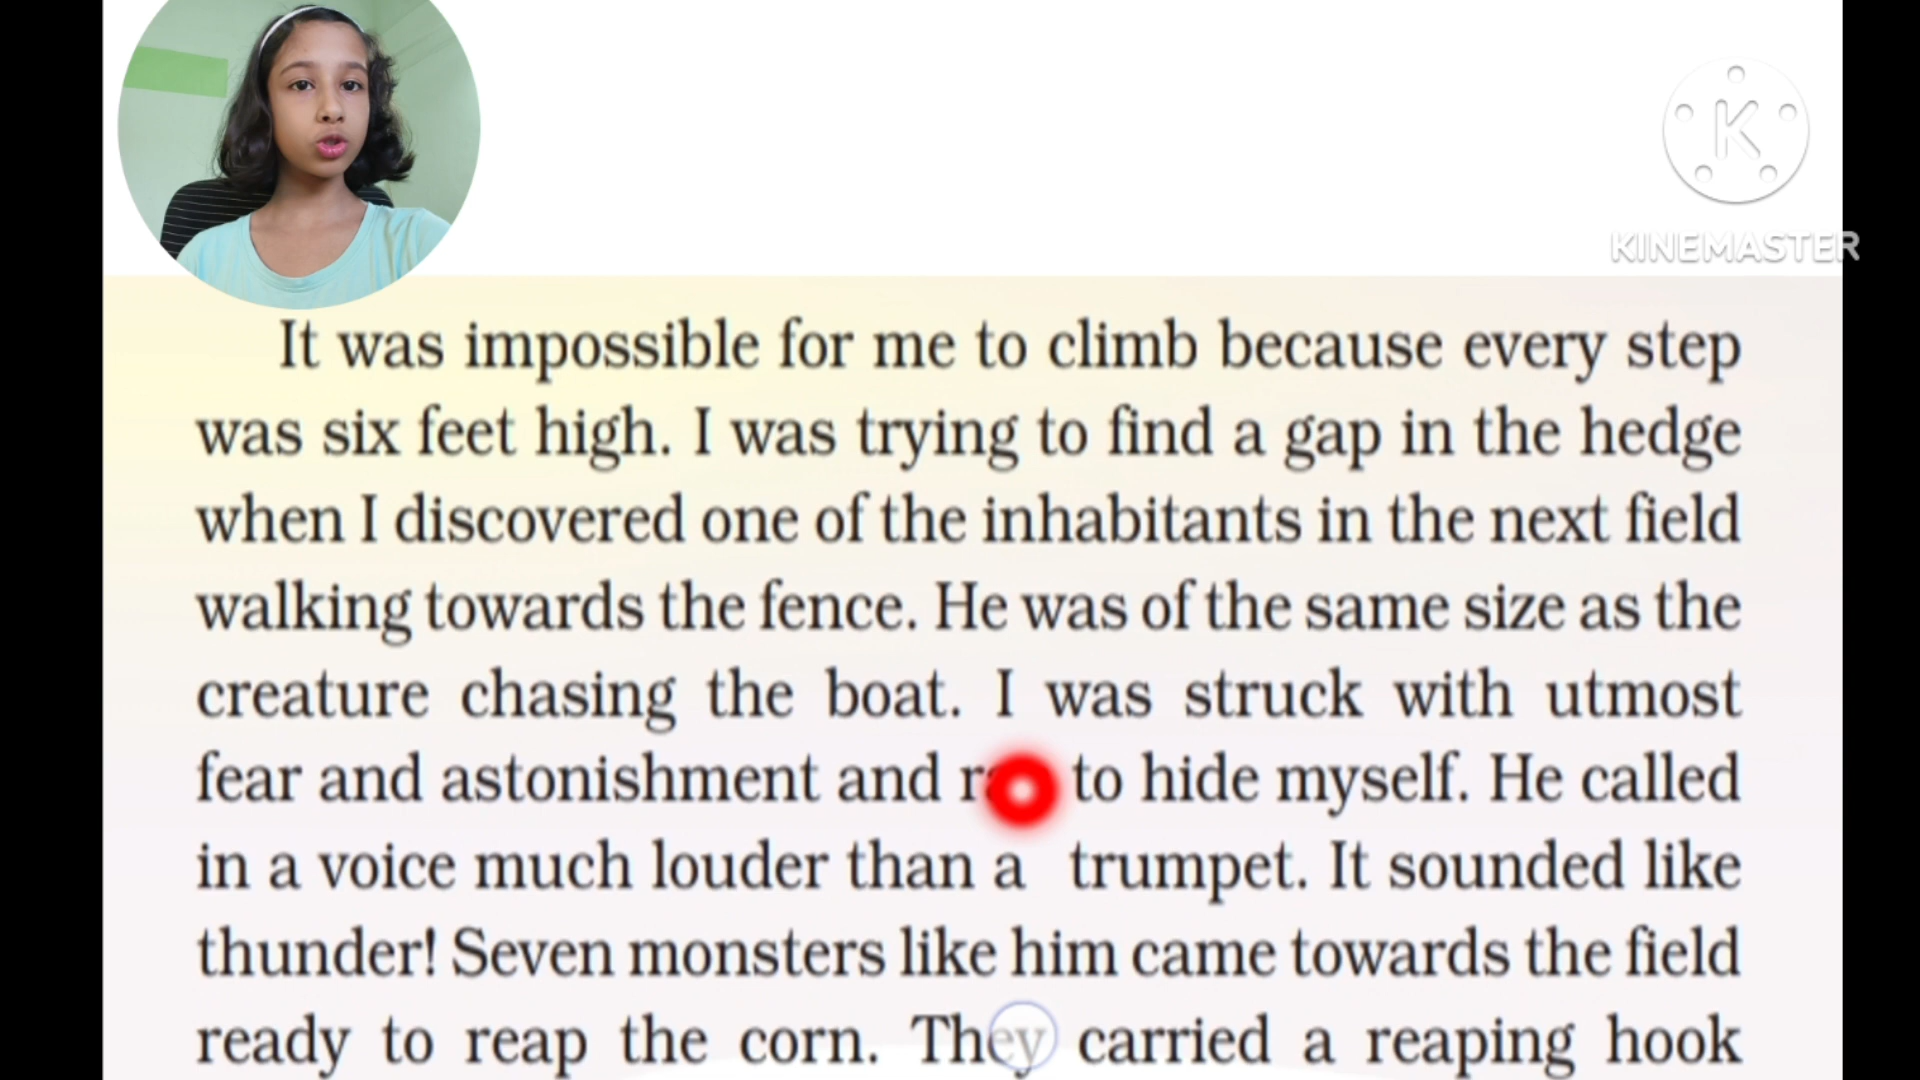 K
KINEMASTER
It was impossible for me to climb because every step
was six feet high. I was trying to find a gap in the hedge
when I discovered one of the inhabitants in the next field
walking towards the fence. He was of the same size as the
creature chasing the boat. I was struck with utmost
fear and astonishment and to hide myself. He called
in a voice much louder than a trumpet. It sounded like
thunder! Seven monsters like him came towards the field
ready to reap the corn. They carried a reaping hook